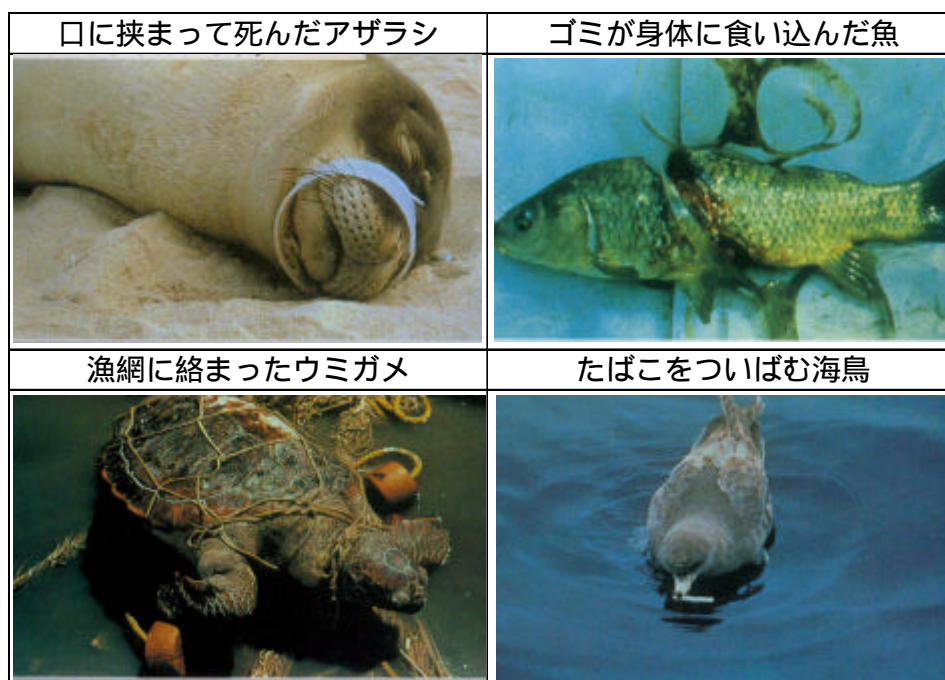 口に挟まって死んだアザラシ
ゴミが身体に食い込んだ魚
漁網に絡まったウミガメ
たばこをついばむ海鳥